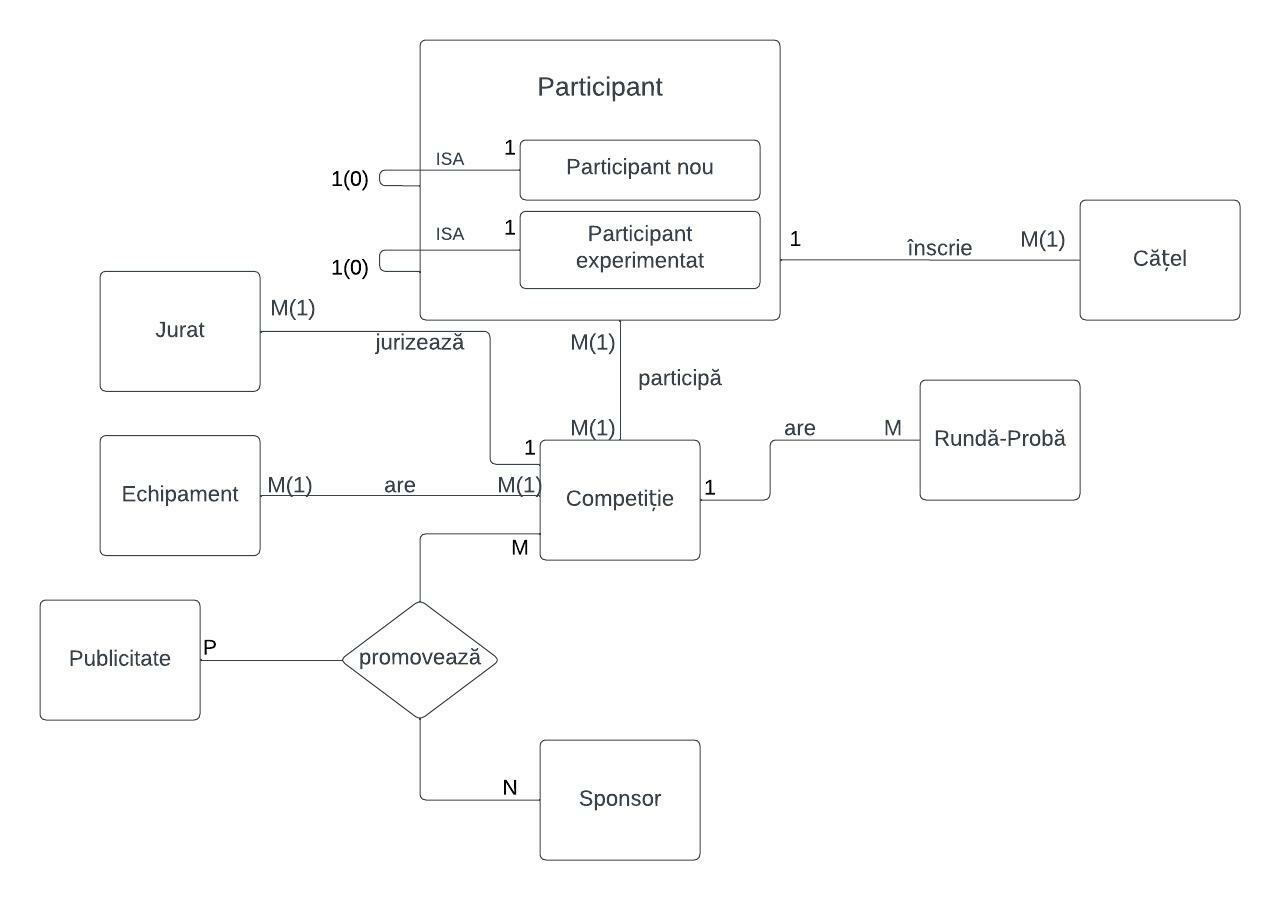 Participant
ISA
1
Participant nou
1(0)
ISA
1
Participant
experimentat
1(0)
1
înscrie
M(1)
Cățel
Jurat
M(1)
jurizează
M(1)
participă
M(1)
1
are
M
Rundă-Probă
Echipament
M(1)
are
M(1)
Competiție
1
M
Publicitate
P
promovează
N
Sponsor